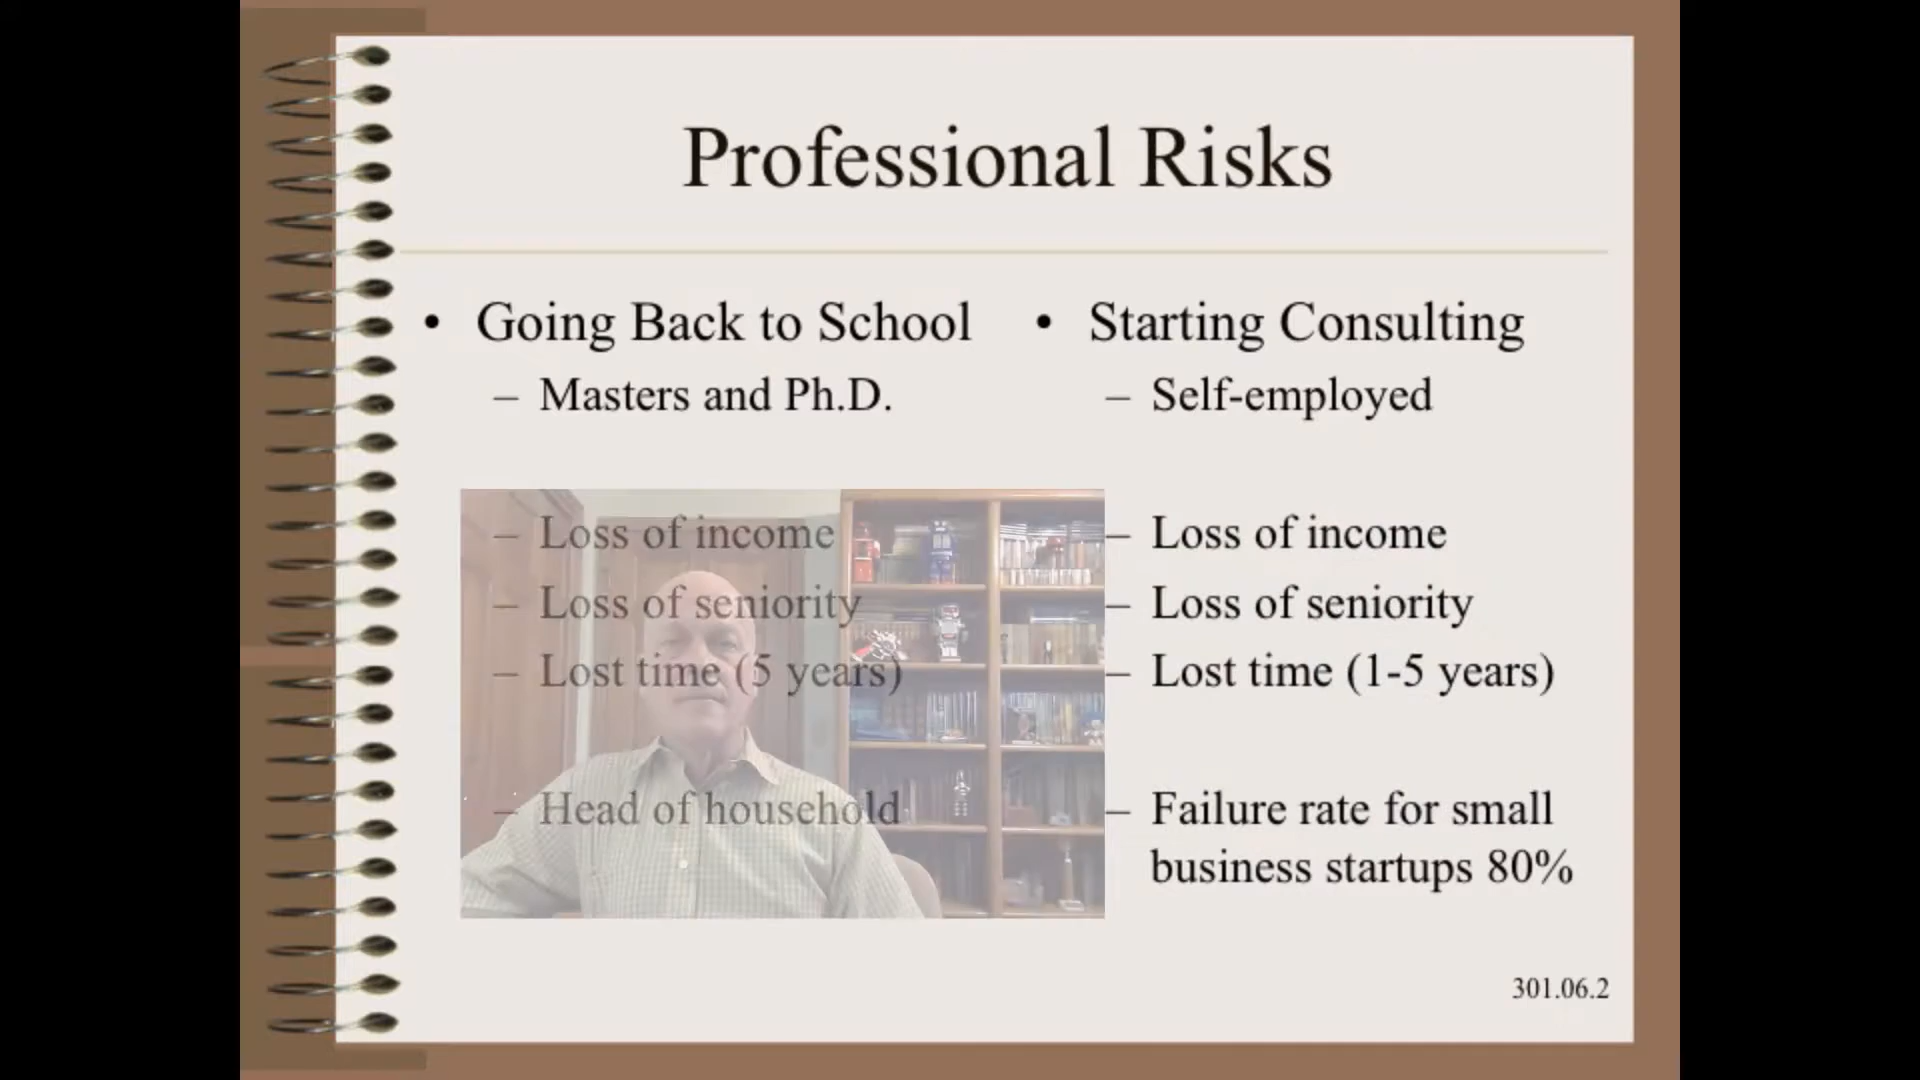 Professional Risks
• Going Back to School
– Masters and Ph.D.
– Loss of income
– Loss of seniority
– Lost time (5 years)
– Head of household
• Starting Consulting
– Self-employed
– Loss of income
– Loss of seniority
– Lost time (1-5 years)
– Failure rate for small
business startups 80%
301.06.2